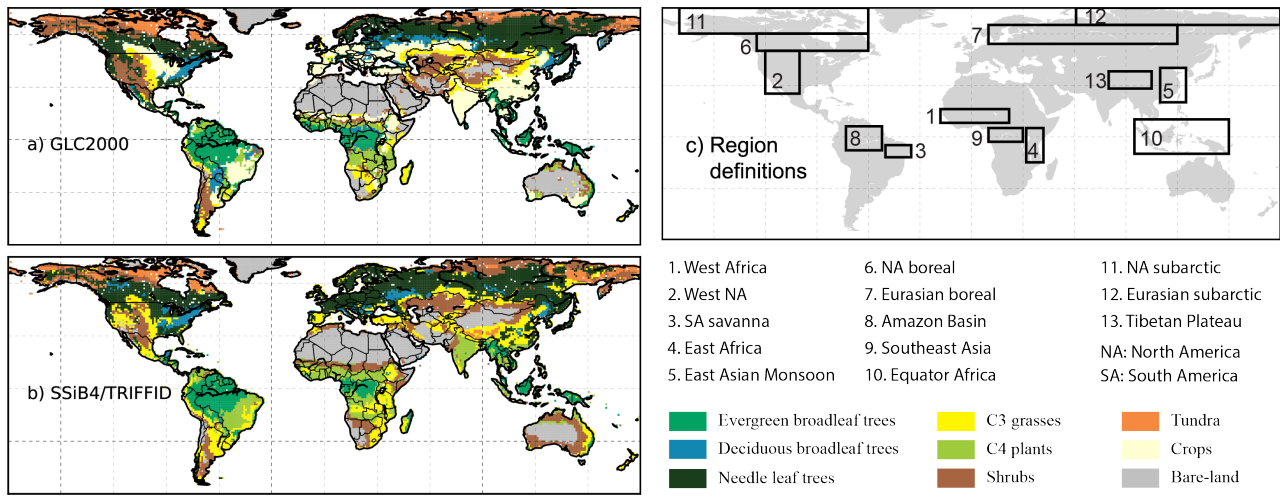 a) GLC2000
b) SSiB4/TRIFFID
11
12
6
7
2
13
5
1
8
9
4
10
3
c) Region
definitions
1. West Africa
2. West NA
3. SA savanna
4. East Africa
5. East Asian Monsoon
6. NA boreal
7. Eurasian boreal
8. Amazon Basin
9. Southeast Asia
10. Equator Africa
11. NA subarctic
12. Eurasian subarctic
13. Tibetan Plateau
NA: North America
SA: South America
Evergreen broadleaf trees
Deciduous broadleaf trees
Needle leaf trees
C3 grasses
C4 plants
Shrubs
Tundra
Crops
Bare-land